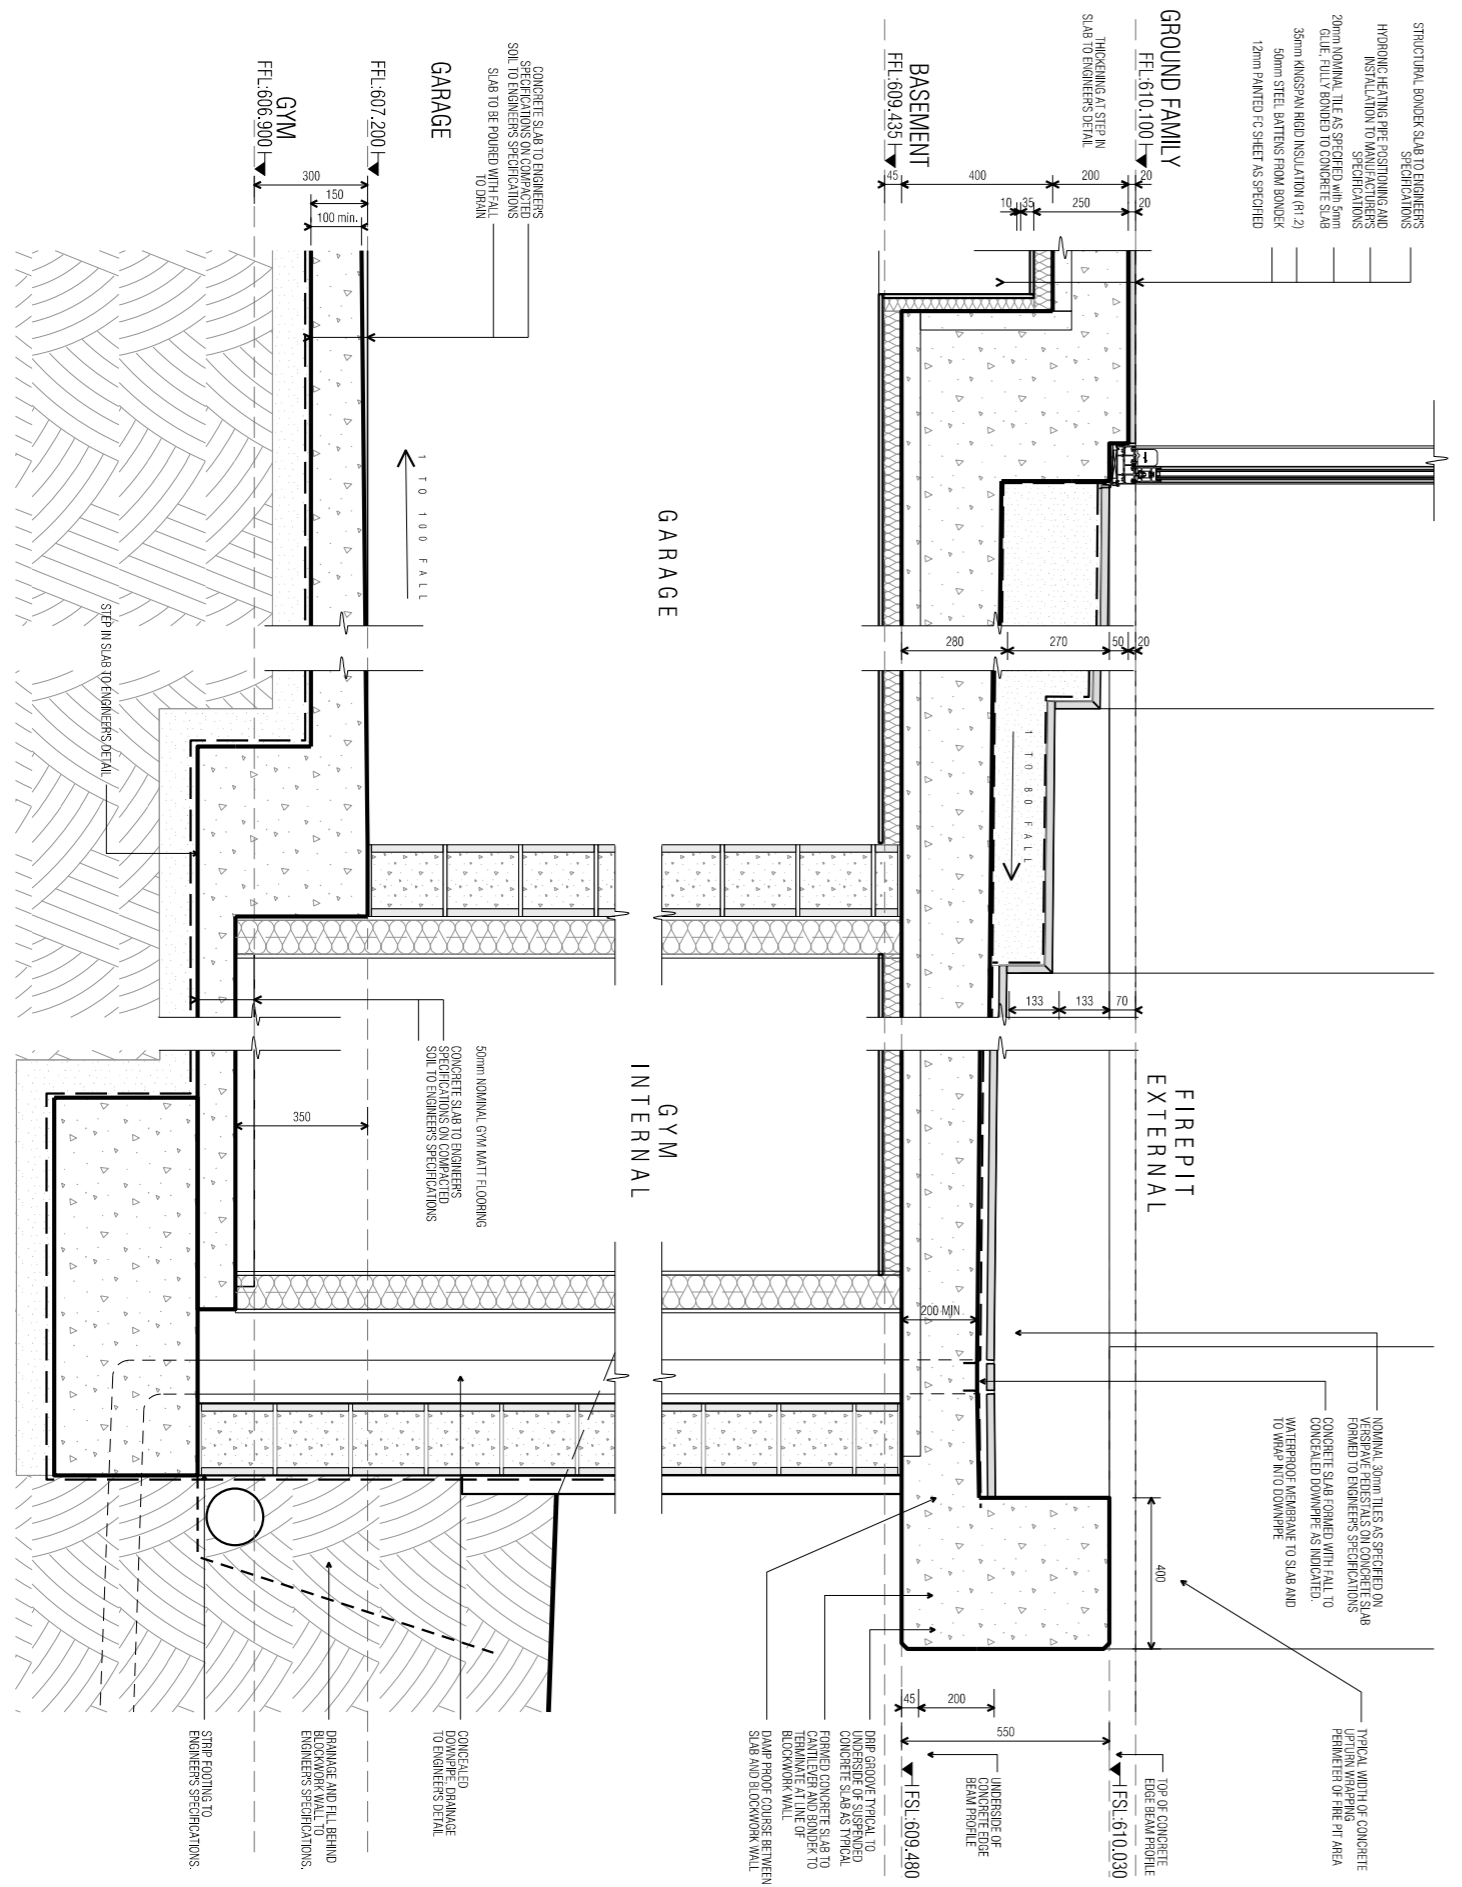 STRUCTURAL BONDEK SLAB TO ENGINEER'S
SPECIFICATIONS
HYDRONIC HEATING PIPE POSITIONING AND
INSTALLATION TO MANUFACTURER'S
SPECIFICATIONS
20mm NOMINAL TILE AS SPECIFIED with 5mm
GLUE, FULLY BONDED TO CONCRETE SLAB
35mm KINGSPAN RIGID INSULATION (R1.2)
50mm STEEL BATTENS FROM BONDEK
12mm PAINTED FC SHEET AS SPECIFIED
GROUND FAMILY
FFL:610.100
THICKENING AT STEP IN
SLAB TO ENGINEER'S DETAIL
BASEMENT
FFL:609.435
20
200
400
45
20
250
35
10
CONCRETE SLAB TO ENGINEER'S
SPECIFICATIONS ON COMPACTED
SOIL TO ENGINEER'S SPECIFICATIONS
SLAB TO BE POURED WITH FALL
TO DRAIN
GARAGE
FFL:607.200
GYM
FFL:606.900
300
150
100 min.
1 TO 100 FALL
GARAGE
20
50
270
280
STEP IN SLAB TO ENGINEER'S DETAIL
1 TO 80 FALL
70
133
133
FIREPIT
EXTERNAL
GYM
INTERNAL
50mm NOMINAL GYM MATT FLOORING
CONCRETE SLAB TO ENGINEER'S
SPECIFICATIONS ON COMPACTED
SOIL TO ENGINEER'S SPECIFICATIONS
350
200 MIN
NOMINAL 30mm TILES AS SPECIFIED ON
VERSIPAVE PEDESTALS ON CONCRETE SLAB
FORMED TO ENGINEER'S SPECIFICATIONS
CONCRETE SLAB FORMED WITH FALL TO
CONCEALED DOWNPIPE AS INDICATED.
WATERPROOF MEMBRANE TO SLAB AND
TO WRAP INTO DOWNPIPE
400
TYPICAL WIDTH OF CONCRETE
UPTURN WRAPPING
PERIMETER OF FIRE PIT AREA
TOP OF CONCRETE
EDGE BEAM PROFILE
FSL:610.030
550
200
45
UNDERSIDE OF
CONCRETE EDGE
BEAM PROFILE
FSL:609.480
DRIP GROOVE TYPICAL TO
UNDERSIDE OF SUSPENDED
CONCRETE SLAB AS TYPICAL
FORMED CONCRETE SLAB TO
CANTILEVER AND BONDEK TO
TERMINATE AT LINE OF
BLOCKWORK WALL
DAMP PROOF COURSE BETWEEN
SLAB AND BLOCKWORK WALL
CONCEALED
DOWNPIPE. DRAINAGE
TO ENGINEER'S DETAIL
DRAINAGE AND FILL BEHIND
BLOCKWORK WALL TO
ENGINEER'S SPECIFICATIONS.
STRIP FOOTING TO
ENGINEER'S SPECIFICATIONS.